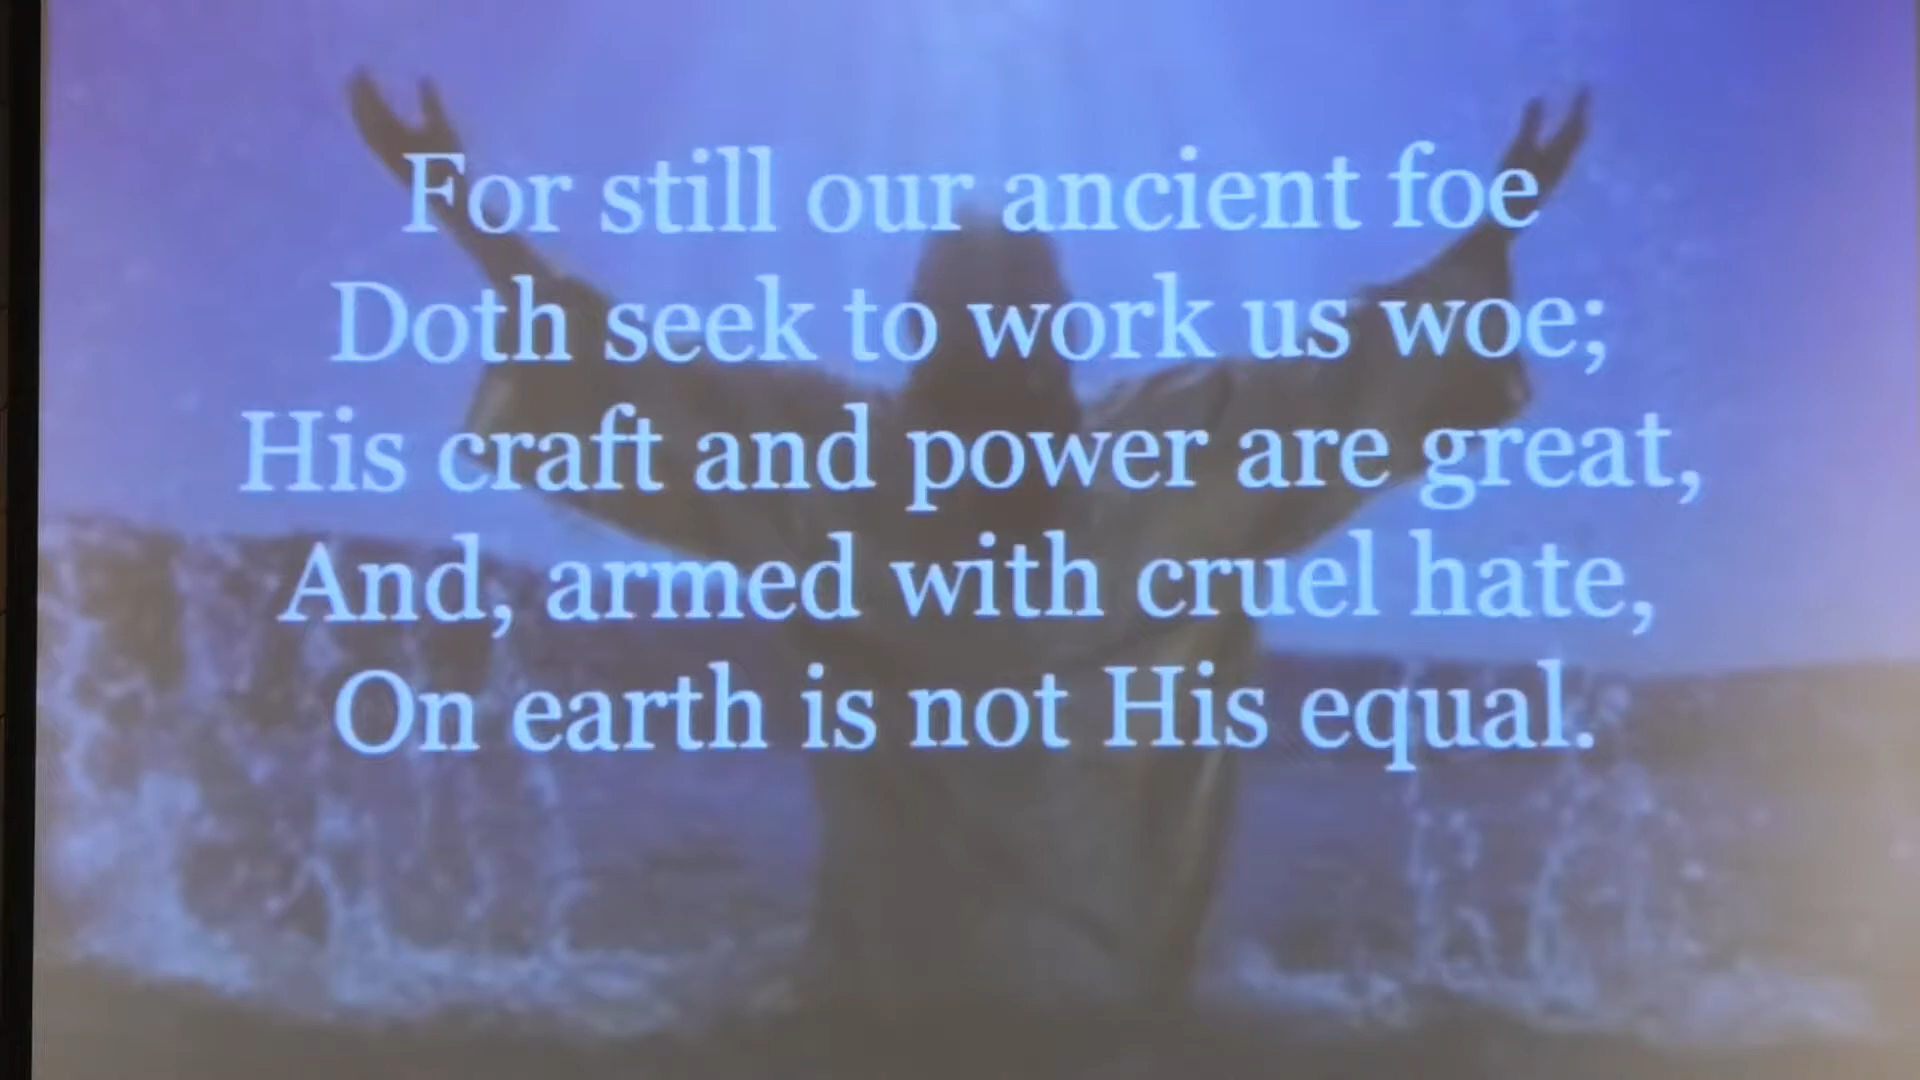 For still our ancient foe
Doth seek to work us woe;
His craft and power are great,
And, armed with cruel hate,
On earth is not His equal.